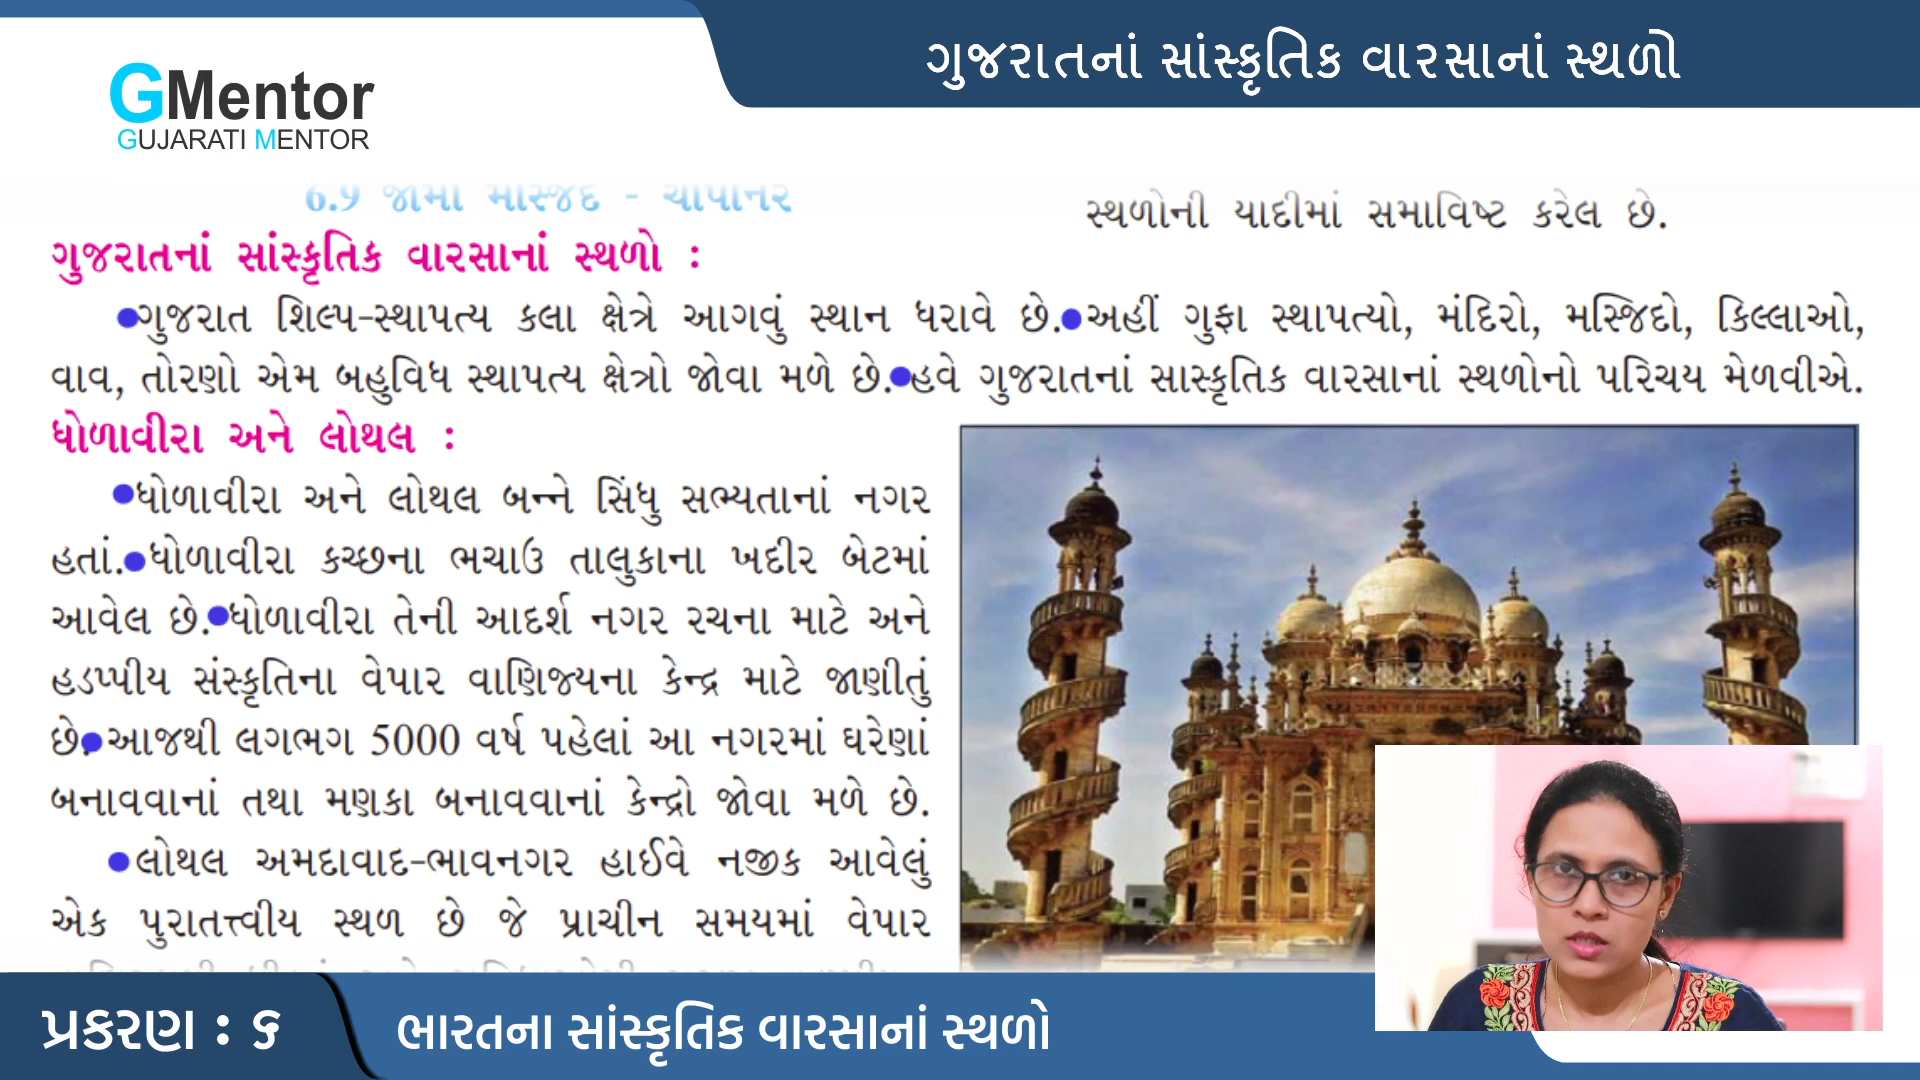 ગુજરાતનાં સાંસ્કૃતિક વારસાનાં સ્થળો
GMentor
GUJARATI MENTOR
6.9 જામા મસ્જિદ - ચાંપાનેર
સ્થળોની યાદીમાં સમાવિષ્ટ કરેલ છે.
ગુજરાતનાં સાંસ્કૃતિક વારસાનાં સ્થળો :
ગુજરાત શિલ્પ-સ્થાપત્ય કલા ક્ષેત્રે આગવું સ્થાન ધરાવે છે. અહીં ગુફા સ્થાપત્યો, મંદિરો, મસ્જિદો, કિલ્લાઓ,
વાવ, તોરણો એમ બહુવિધ સ્થાપત્ય ક્ષેત્રો જોવા મળે છે. હવે ગુજરાતનાં સાસ્કૃતિક વારસાનાં સ્થળોનો પરિચય મેળવીએ.
ધોળાવીરા અને લોથલ :
ધોળાવીરા અને લોથલ બન્ને સિંધુ સભ્યતાનાં નગર
હતાં. ધોળાવીરા કચ્છના ભચાઉ તાલુકાના ખદીર બેટમાં
આવેલ છે. ધોળાવીરા તેની આદર્શ નગર રચના માટે અને
હડપ્પીય સંસ્કૃતિના વેપાર વાણિજ્યના કેન્દ્ર માટે જાણીતું
છે. આજથી લગભગ 5000 વર્ષ પહેલાં આ નગરમાં ઘરેણાં
બનાવવાનાં તથા મણકા બનાવવાનાં કેન્દ્રો જોવા મળે છે.
લોથલ અમદાવાદ-ભાવનગર હાઈવે નજીક આવેલું
એક પુરાતત્ત્વીય સ્થળ છે જે પ્રાચીન સમયમાં વેપાર
પ્રકરણ : ૬
ભારતના સાંસ્કૃતિક વારસાનાં સ્થળો